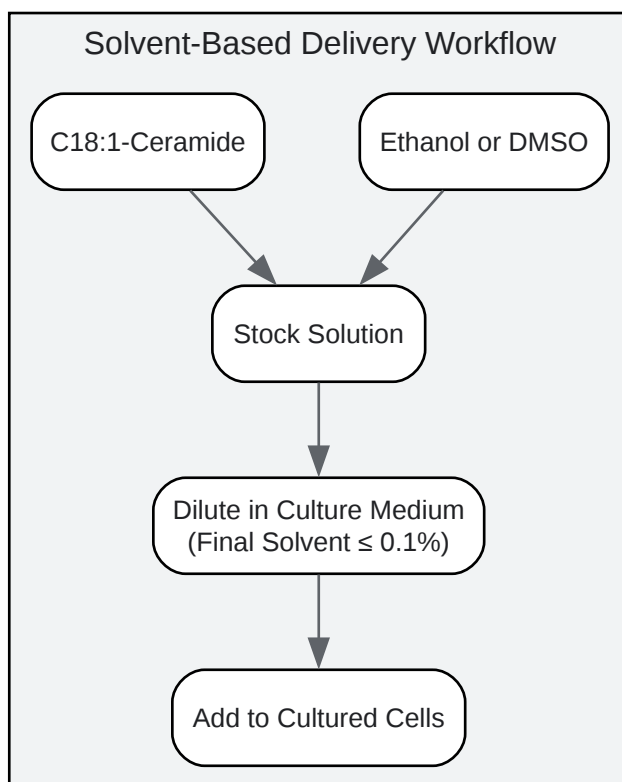 Solvent-Based Delivery Workflow
C18:1-Ceramide
Ethanol or DMSO
Stock Solution
Dilute in Culture Medium
(Final Solvent ≤ 0.1%)
Add to Cultured Cells